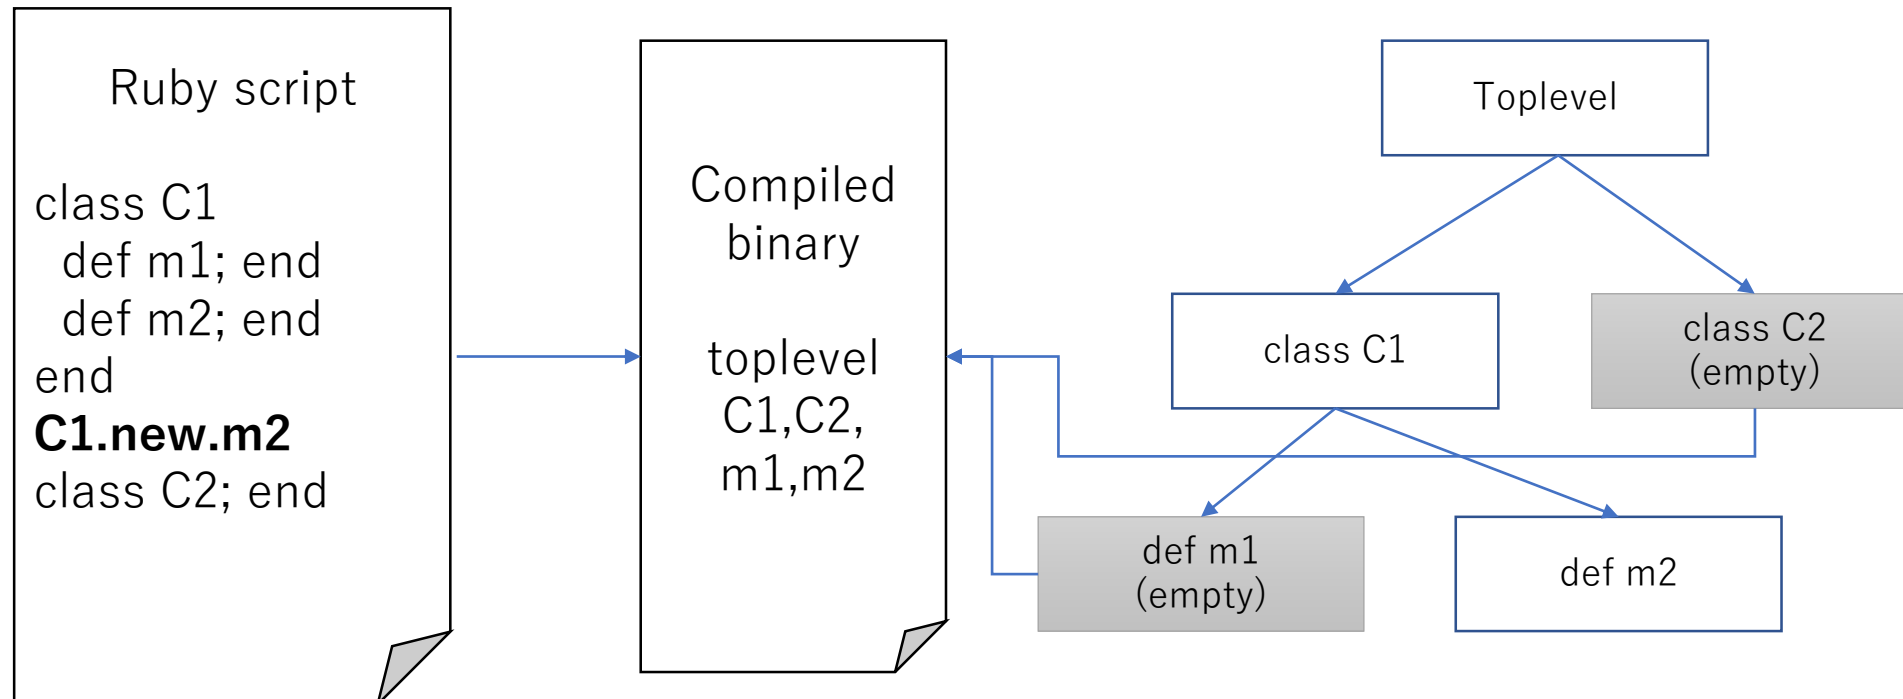 Ruby script
class C1
  def m1; end
  def m2; end
end
C1.new.m2
class C2; end
Compiled
binary
toplevel
C1,C2,
m1,m2
Toplevel
class C1
class C2
(empty)
def m1
(empty)
def m2